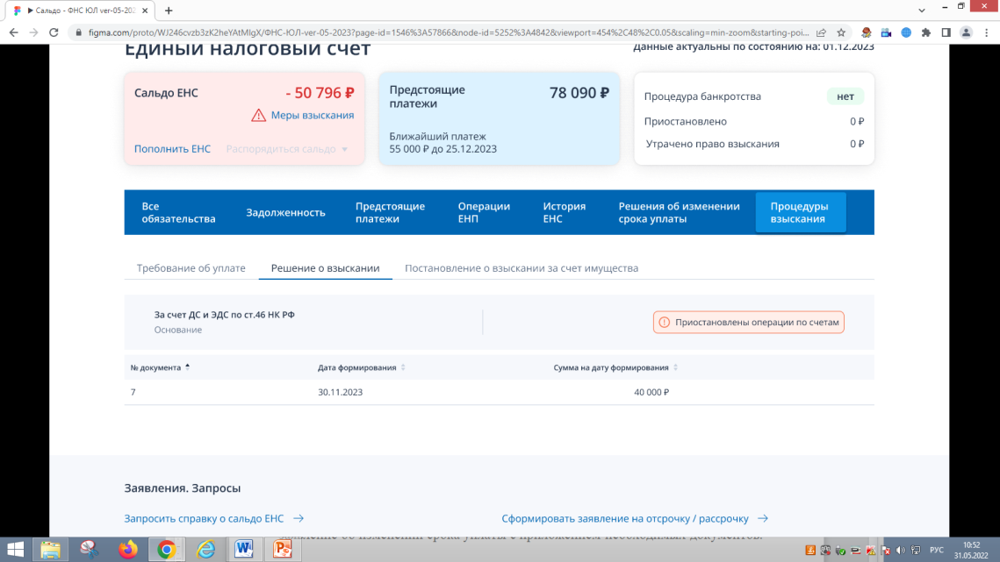 Сальдо - ФНС ЮЛ ver-05-202
figma.com/proto/WJ246cvzb3zK2heYAtMlgX/ФНС-ЮЛ-ver-05-2023?page-id=1546%3A57866&node-id=5252%3A4842&viewport=454%2C48%2C0.05&scaling=min-zoom&starting-poi...
Единый налоговый счет
Данные актуальны по состоянию на: 01.12.2023
Сальдо ЕНС
- 50 796 ₽
Меры взыскания
Пополнить ЕНС
Распорядиться сальдо
Предстоящие
платежи
78 090 ₽
Ближайший платеж
55 000 ₽ до 25.12.2023
Процедура банкротства
нет
Приостановлено
0 ₽
Утрачено право взыскания
0 ₽
Все
обязательства
Задолженность
Предстоящие
платежи
Операции
ЕНП
История
ЕНС
Решения об изменении
срока уплаты
Процедуры
взыскания
Требование об уплате
Решение о взыскании
Постановление о взыскании за счет имущества
За счет ДС и ЭДС по ст.46 НК РФ
Основание
Приостановлены операции по счетам
№ документа
Дата формирования
Сумма на дату формирования
7
30.11.2023
40 000 ₽
Заявления. Запросы
Запросить справку о сальдо ЕНС
Сформировать заявление на отсрочку / рассрочку
заявление об изменении срока уплаты с приложением необходимых документов.
РУС
10:52
31.05.2022